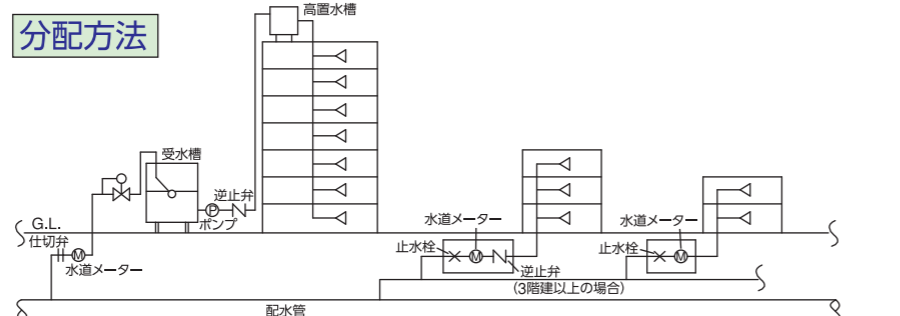 分配方法
高置水槽
受水槽
逆止弁
P
ポンプ
G.L.
仕切弁
M
水道メーター
水道メーター
止水栓
M
逆止弁
(3階建以上の場合)
水道メーター
止水栓
M
配水管